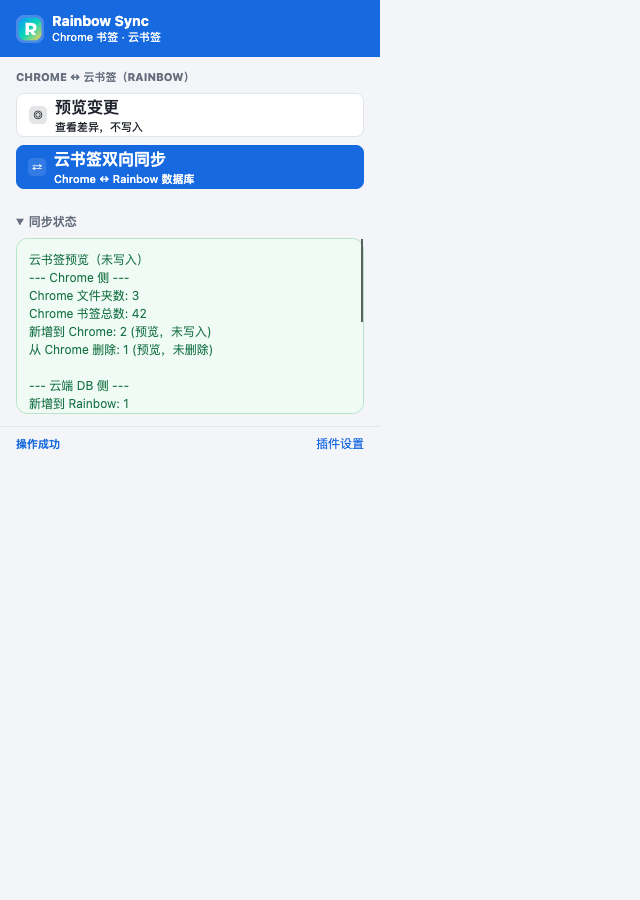 R
Rainbow Sync
Chrome 书签 · 云书签
CHROME ↔ 云书签（RAINBOW）
预览变更
查看差异，不写入
云书签双向同步
Chrome ↔ Rainbow 数据库
▼ 同步状态
云书签预览（未写入）
--- Chrome 侧 ---
Chrome 文件夹数: 3
Chrome 书签总数: 42
新增到 Chrome: 2 (预览，未写入)
从 Chrome 删除: 1 (预览，未删除)
--- 云端 DB 侧 ---
新增到 Rainbow: 1
操作成功
插件设置